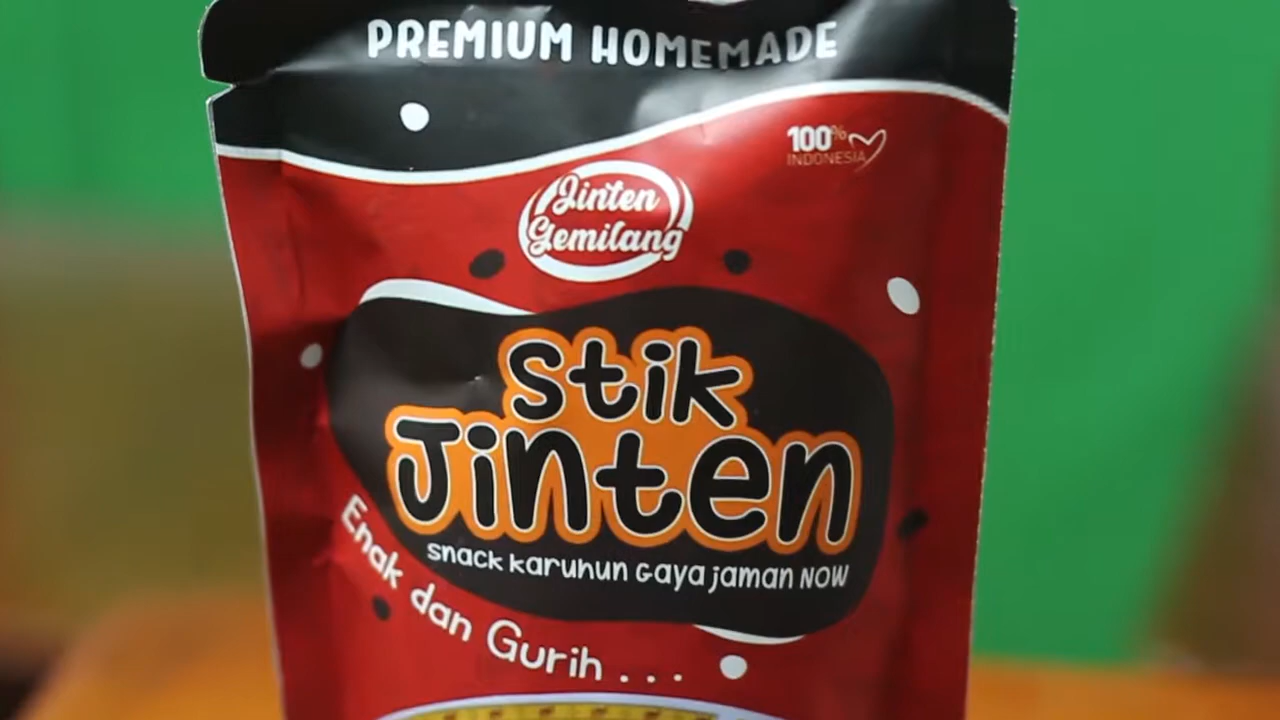 PREMIUM HOMEMADE
100%
INDONESIA
Jinten
Gemilang
Stik
Jinten
snack karuhun Gaya jaman NOW
Enak dan Gurih . . .